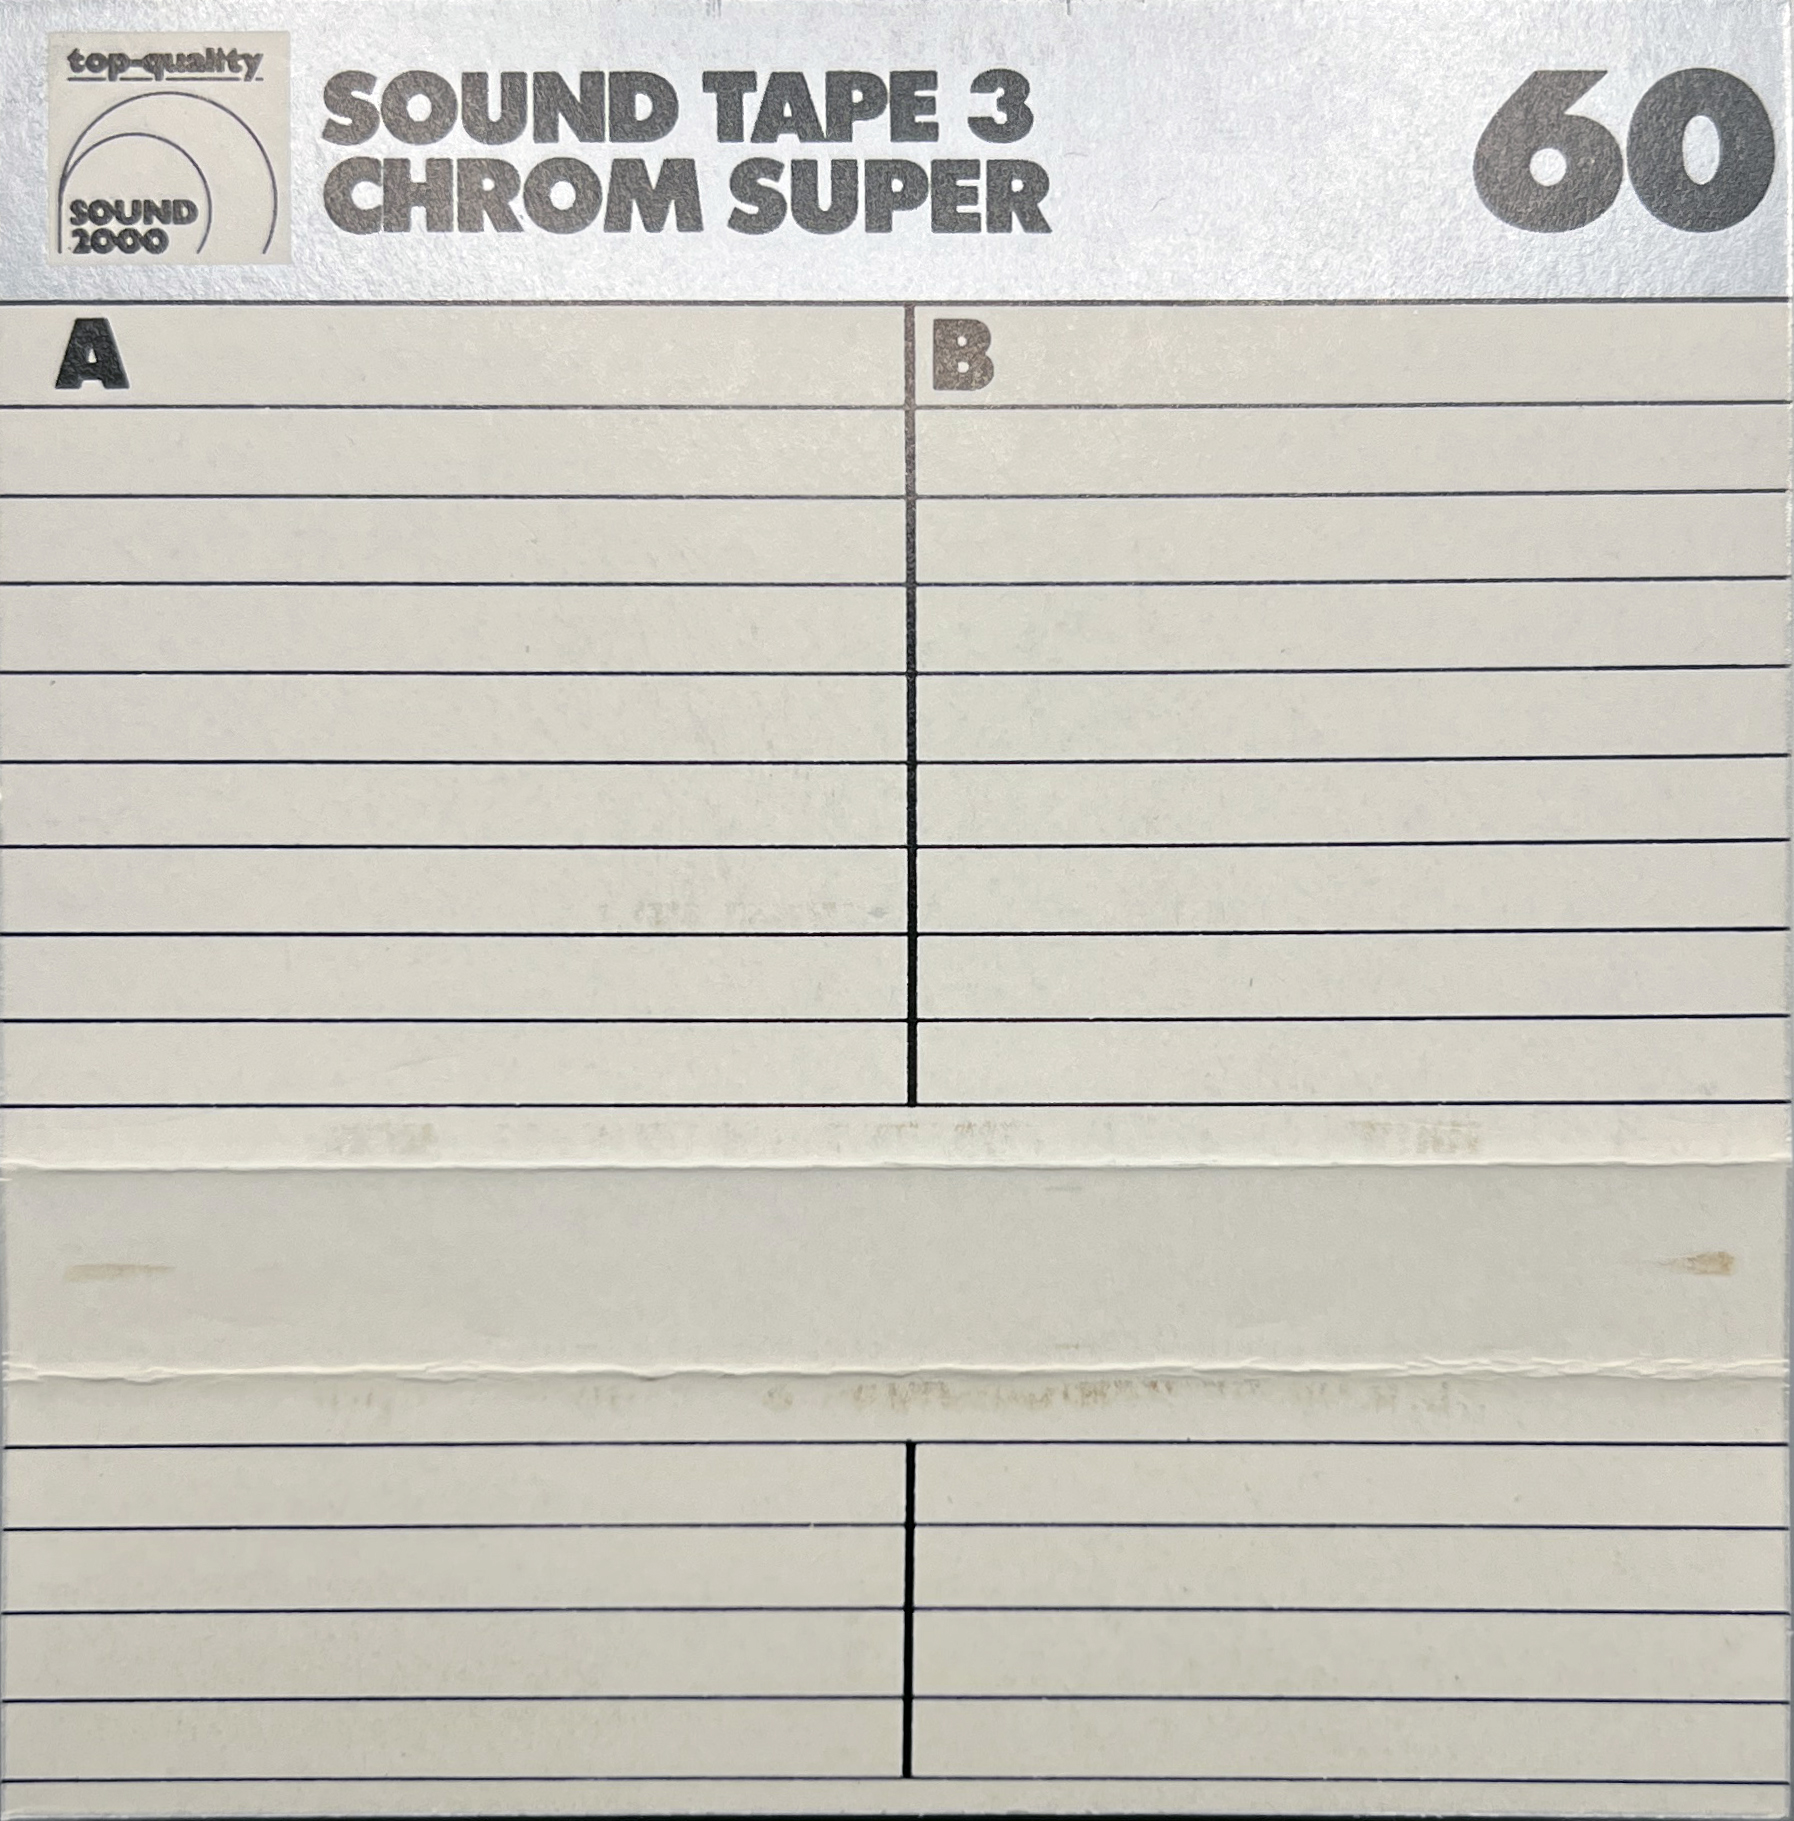 top-quality
SOUND
2000
SOUND TAPE 3
CHROM SUPER
60
A
B